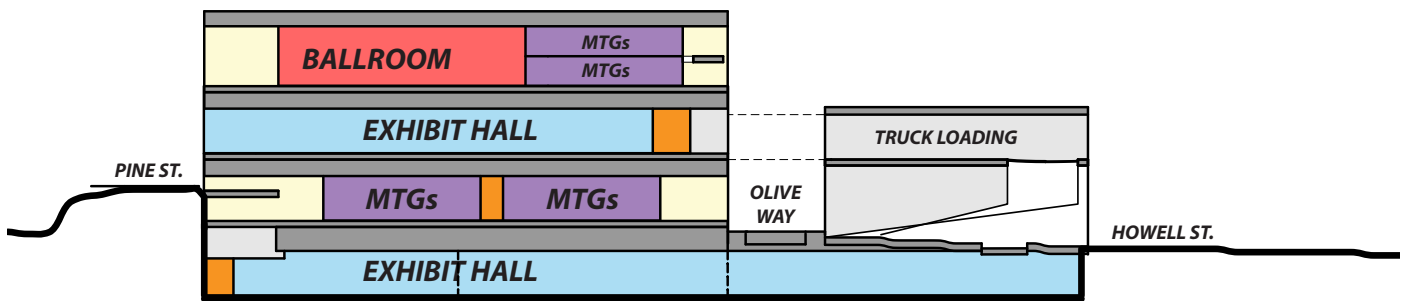 MTGs
BALLROOM
MTGs
EXHIBIT HALL
TRUCK LOADING
PINE ST.
MTGs
MTGs
OLIVE
WAY
HOWELL ST.
EXHIBIT HALL